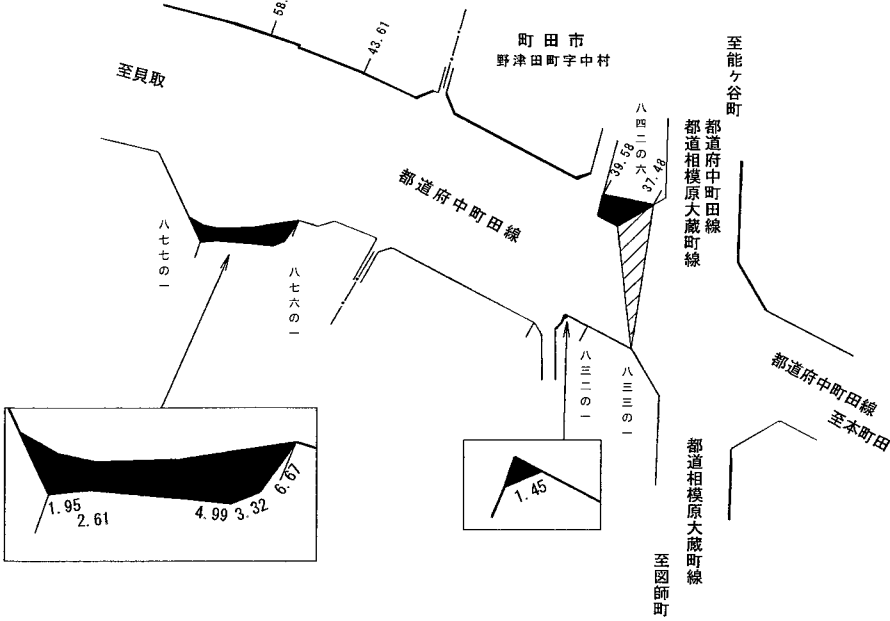 58.
43.61
町田市
野津田町字中村
至能ヶ谷町
至貝取
八四二の六
都道府中町田線
都道相模原大蔵町線
39.58
37.48
都道府中町田線
八七七の一
八七六の一
八三二の一
八三三の一
都道府中町田線
至本町田
1.95
2.61
4.99
3.32
6.67
1.45
都道相模原大蔵町線
至図師町